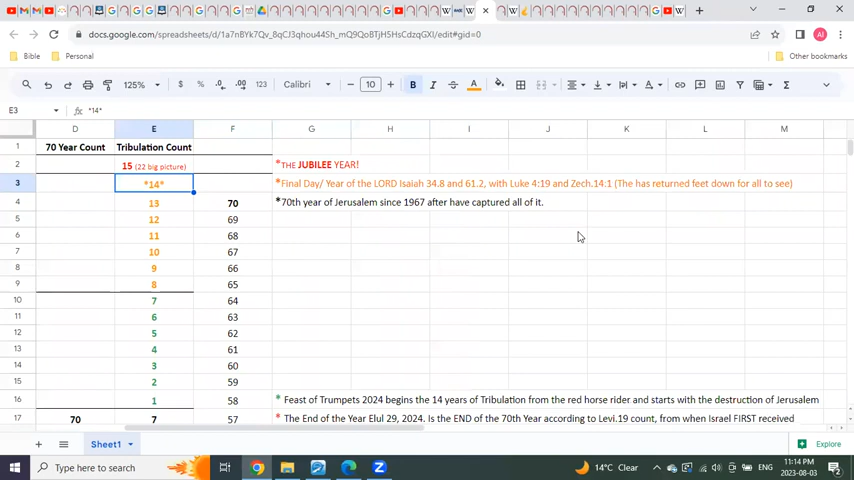 docs.google.com/spreadsheets/d/1a7nBYk7Qv_8qCJ3qhou44Sh_mQ9QoBTjH5HsCdzqGXI/edit#gid=0
Bible Personal Other bookmarks
125% $ % .0 .00 123 Calibri 10 B I A
E3 fx *14*
D E F G H I J K L M
1 70 Year Count Tribulation Count
2 15 (22 big picture) *THE JUBILEE YEAR!
3 *14* *Final Day/ Year of the LORD Isaiah 34.8 and 61.2, with Luke 4:19 and Zech.14:1 (The has returned feet down for all to see)
4 13 70 *70th year of Jerusalem since 1967 after have captured all of it.
5 12 69
6 11 68
7 10 67
8 9 66
9 8 65
10 7 64
11 6 63
12 5 62
13 4 61
14 3 60
15 2 59
16 1 58 * Feast of Trumpets 2024 begins the 14 years of Tribulation from the red horse rider and starts with the destruction of Jerusalem
17 70 7 57 * The End of the Year Elul 29, 2024. Is the END of the 70th Year according to Levi.19 count, from when Israel FIRST received
Sheet1 Explore
Type here to search 14°C Clear ENG 11:14 PM
2023-08-03